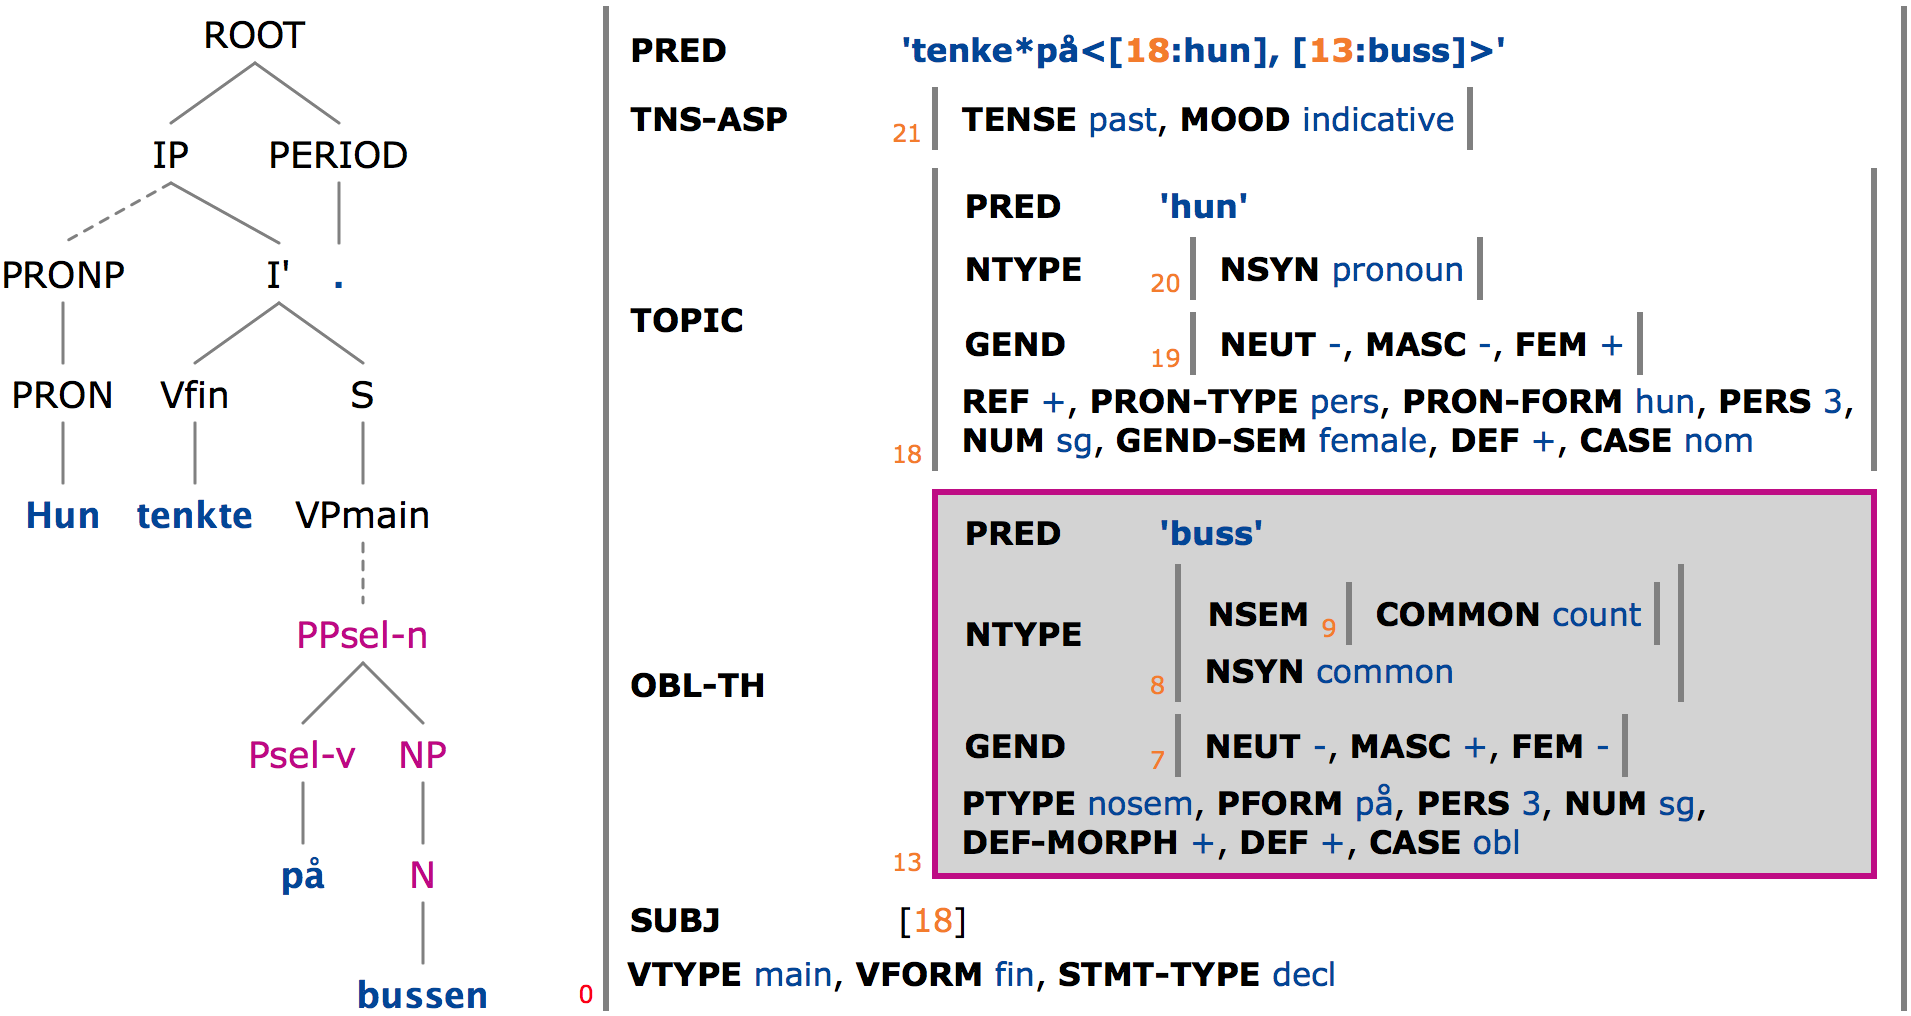 ROOT
IP PERIOD
PRONP I' .
PRON Vfin S
Hun tenkte VPmain
PPsel-n
Psel-v NP
på N
bussen
PRED 'tenke*på<[18:hun], [13:buss]>'
TNS-ASP 21 TENSE past, MOOD indicative
TOPIC 18
PRED 'hun'
NTYPE 20 NSYN pronoun
GEND 19 NEUT -, MASC -, FEM +
REF +, PRON-TYPE pers, PRON-FORM hun, PERS 3,
NUM sg, GEND-SEM female, DEF +, CASE nom
OBL-TH 13
PRED 'buss'
NTYPE 8 NSEM 9 COMMON count
NSYN common
GEND 7 NEUT -, MASC +, FEM -
PTYPE nosem, PFORM på, PERS 3, NUM sg,
DEF-MORPH +, DEF +, CASE obl
SUBJ [18]
0 VTYPE main, VFORM fin, STMT-TYPE decl